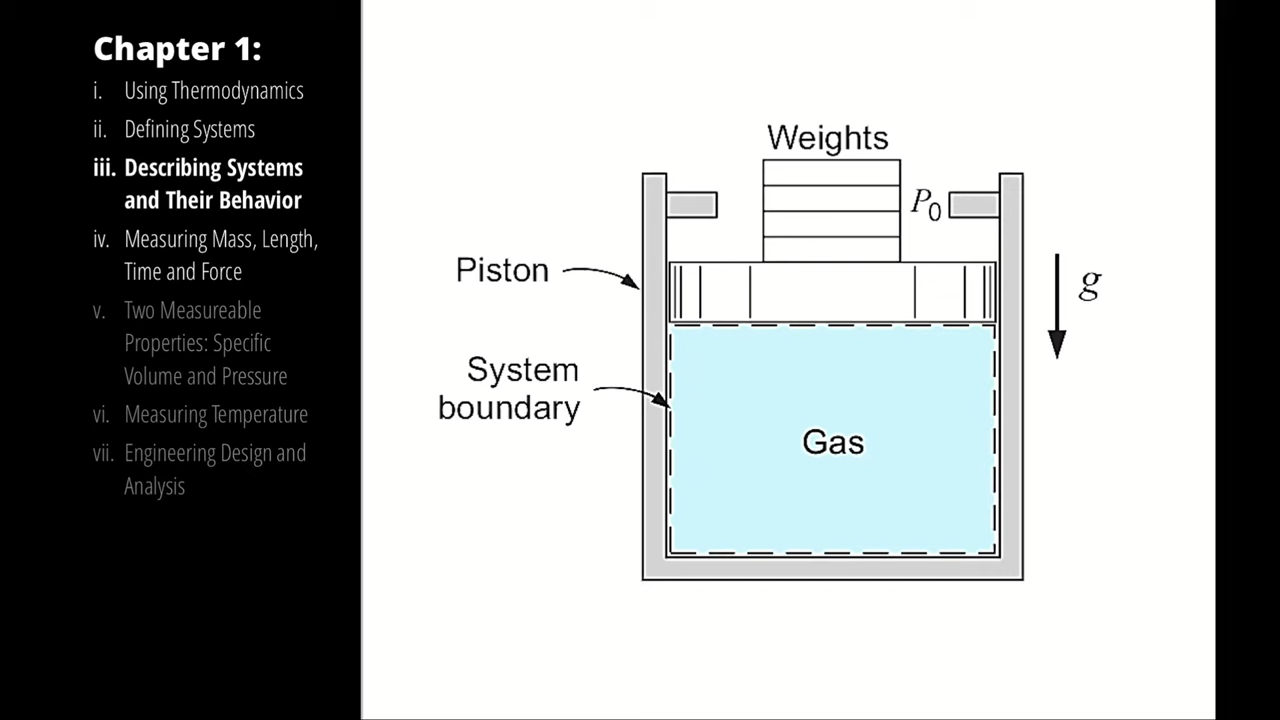 Chapter 1:
i. Using Thermodynamics
ii. Defining Systems
iii. Describing Systems
and Their Behavior
iv. Measuring Mass, Length,
Time and Force
v. Two Measureable
Properties: Specific
Volume and Pressure
vi. Measuring Temperature
vii. Engineering Design and
Analysis
Weights
P0
Piston
g
System
boundary
Gas